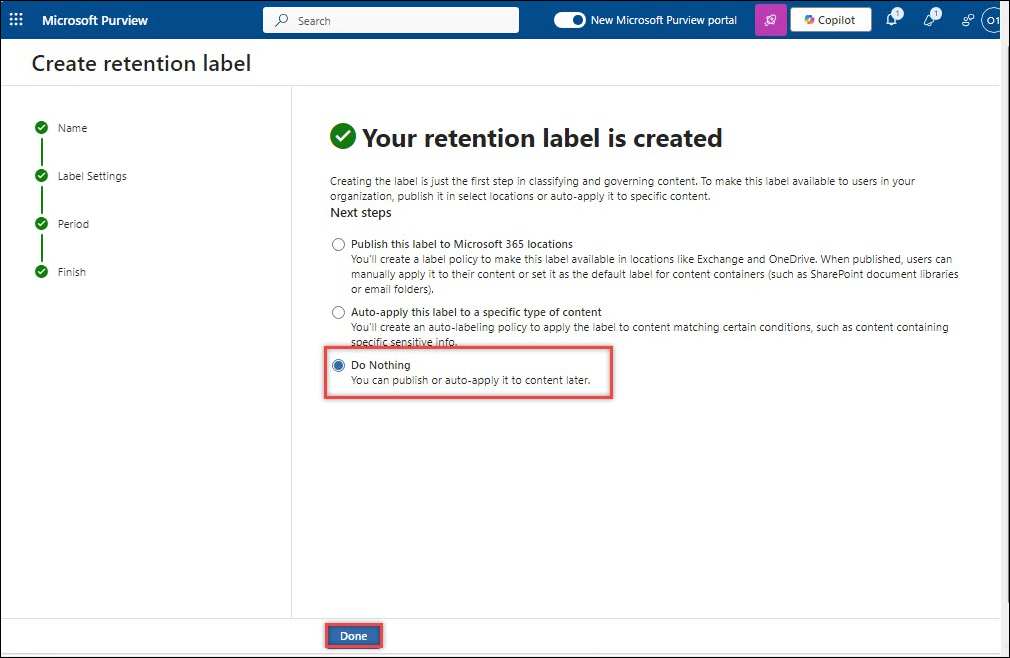 Microsoft Purview
Search
New Microsoft Purview portal
Copilot
1
1
O1
Create retention label
Name
Label Settings
Period
Finish
Your retention label is created
Creating the label is just the first step in classifying and governing content. To make this label available to users in your
organization, publish it in select locations or auto-apply it to specific content.
Next steps
Publish this label to Microsoft 365 locations
You'll create a label policy to make this label available in locations like Exchange and OneDrive. When published, users can
manually apply it to their content or set it as the default label for content containers (such as SharePoint document libraries
or email folders).
Auto-apply this label to a specific type of content
You'll create an auto-labeling policy to apply the label to content matching certain conditions, such as content containing
specific sensitive info.
Do Nothing
You can publish or auto-apply it to content later.
Done